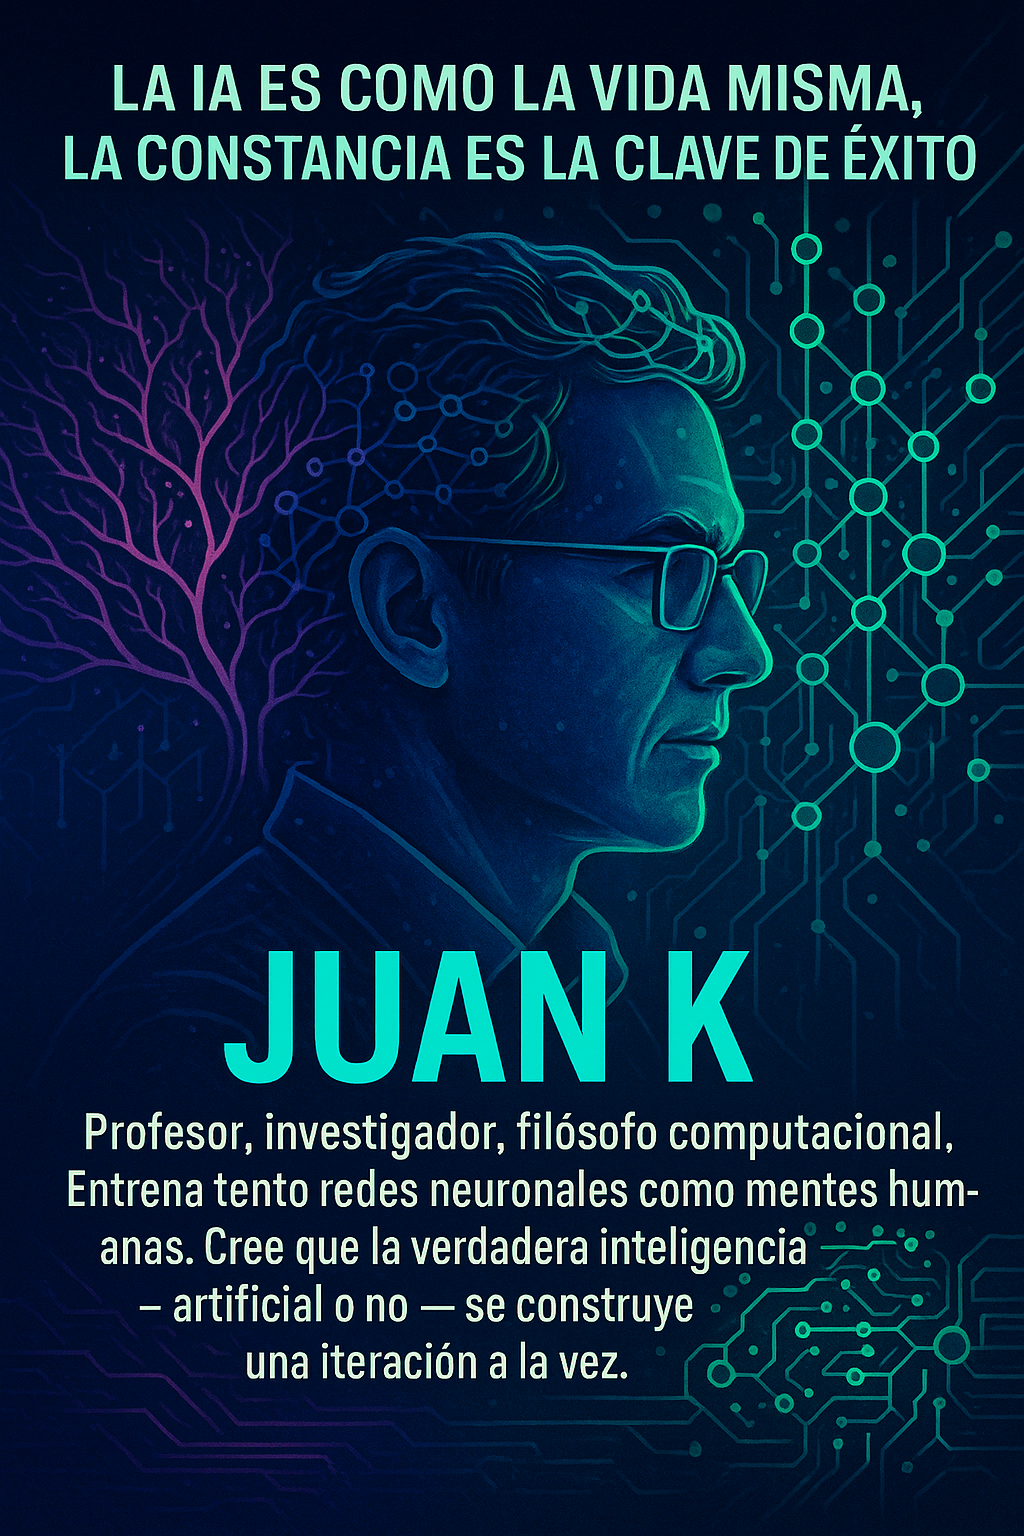 LA IA ES COMO LA VIDA MISMA,
LA CONSTANCIA ES LA CLAVE DE ÉXITO
JUAN K
Profesor, investigador, filósofo computacional,
Entrena tento redes neuronales como mentes hum-
anas. Cree que la verdadera inteligencia
– artificial o no — se construye
una iteración a la vez.